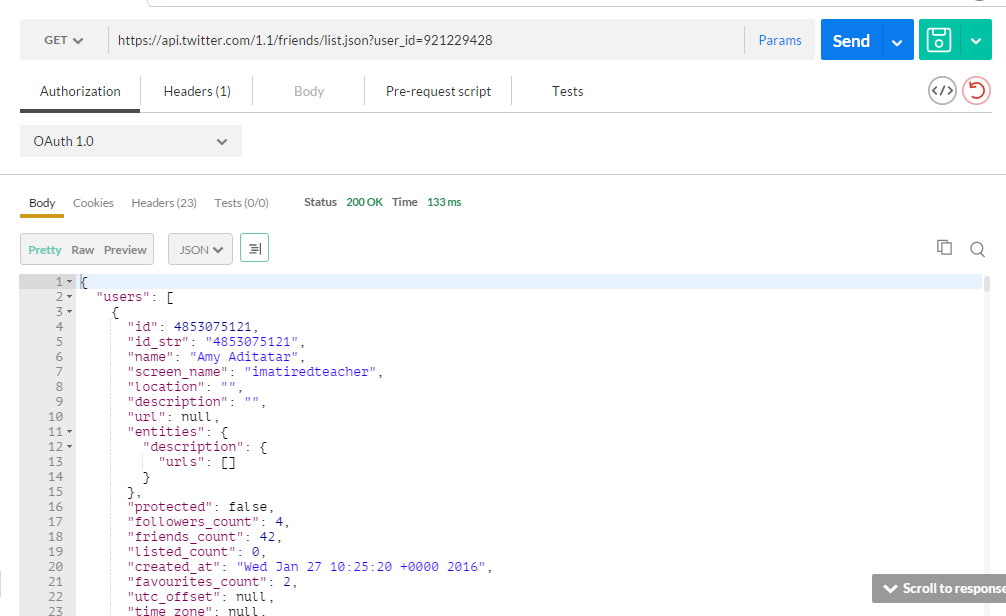 GET https://api.twitter.com/1.1/friends/list.json?user_id=921229428 Params Send
Authorization Headers (1) Body Pre-request script Tests </>
OAuth 1.0
Body Cookies Headers (23) Tests (0/0) Status 200 OK Time 133 ms
Pretty Raw Preview JSON
1 {
2 "users": [
3 {
4 "id": 4853075121,
5 "id_str": "4853075121",
6 "name": "Amy Aditatar",
7 "screen_name": "imatiredteacher",
8 "location": "",
9 "description": "",
10 "url": null,
11 "entities": {
12 "description": {
13 "urls": []
14 }
15 },
16 "protected": false,
17 "followers_count": 4,
18 "friends_count": 42,
19 "listed_count": 0,
20 "created_at": "Wed Jan 27 10:25:20 +0000 2016",
21 "favourites_count": 2,
22 "utc_offset": null,
23 "time_zone": null,
Scroll to response